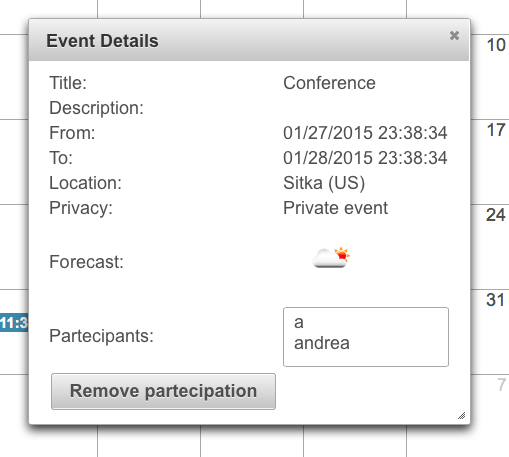 Event Details
10
Title: Conference
Description:
From: 01/27/2015 23:38:34
17
To: 01/28/2015 23:38:34
Location: Sitka (US)
Privacy: Private event
24
Forecast:
31
11:3
Partecipants: a
andrea
7
Remove partecipation